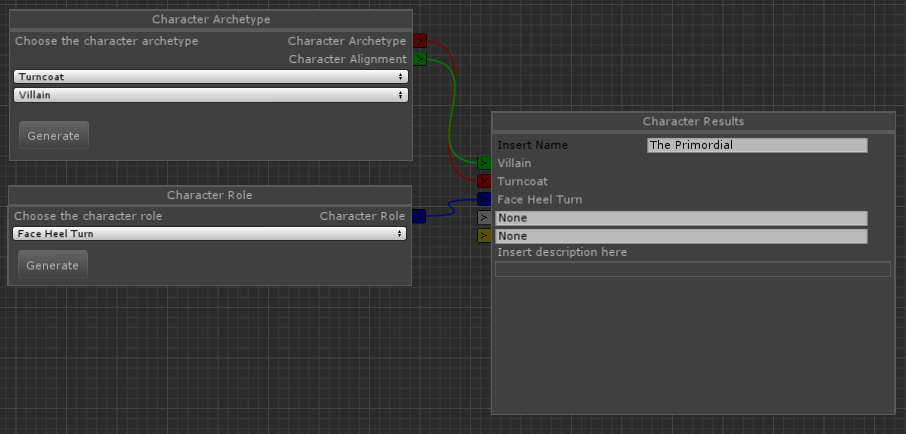 Character Archetype
Choose the character archetype Character Archetype
Character Alignment
Turncoat
Villain
Generate
Character Role
Choose the character role Character Role
Face Heel Turn
Generate
Character Results
Insert Name The Primordial
Villain
Turncoat
Face Heel Turn
None
None
Insert description here